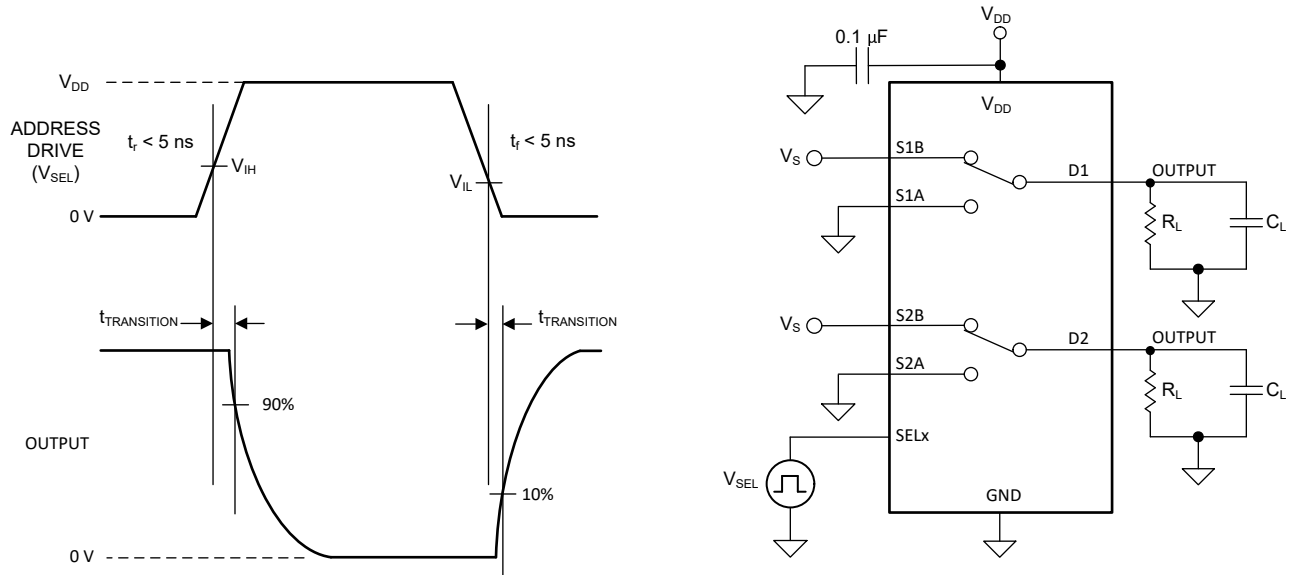 V_DD
ADDRESS
DRIVE
(V_SEL)
t_r < 5 ns
V_IH
t_f < 5 ns
V_IL
0 V
t_TRANSITION
t_TRANSITION
90%
OUTPUT
10%
0 V
V_DD
0.1 µF
V_DD
V_S
S1B
D1
OUTPUT
S1A
R_L
C_L
V_S
S2B
D2
OUTPUT
S2A
R_L
C_L
SELx
V_SEL
GND